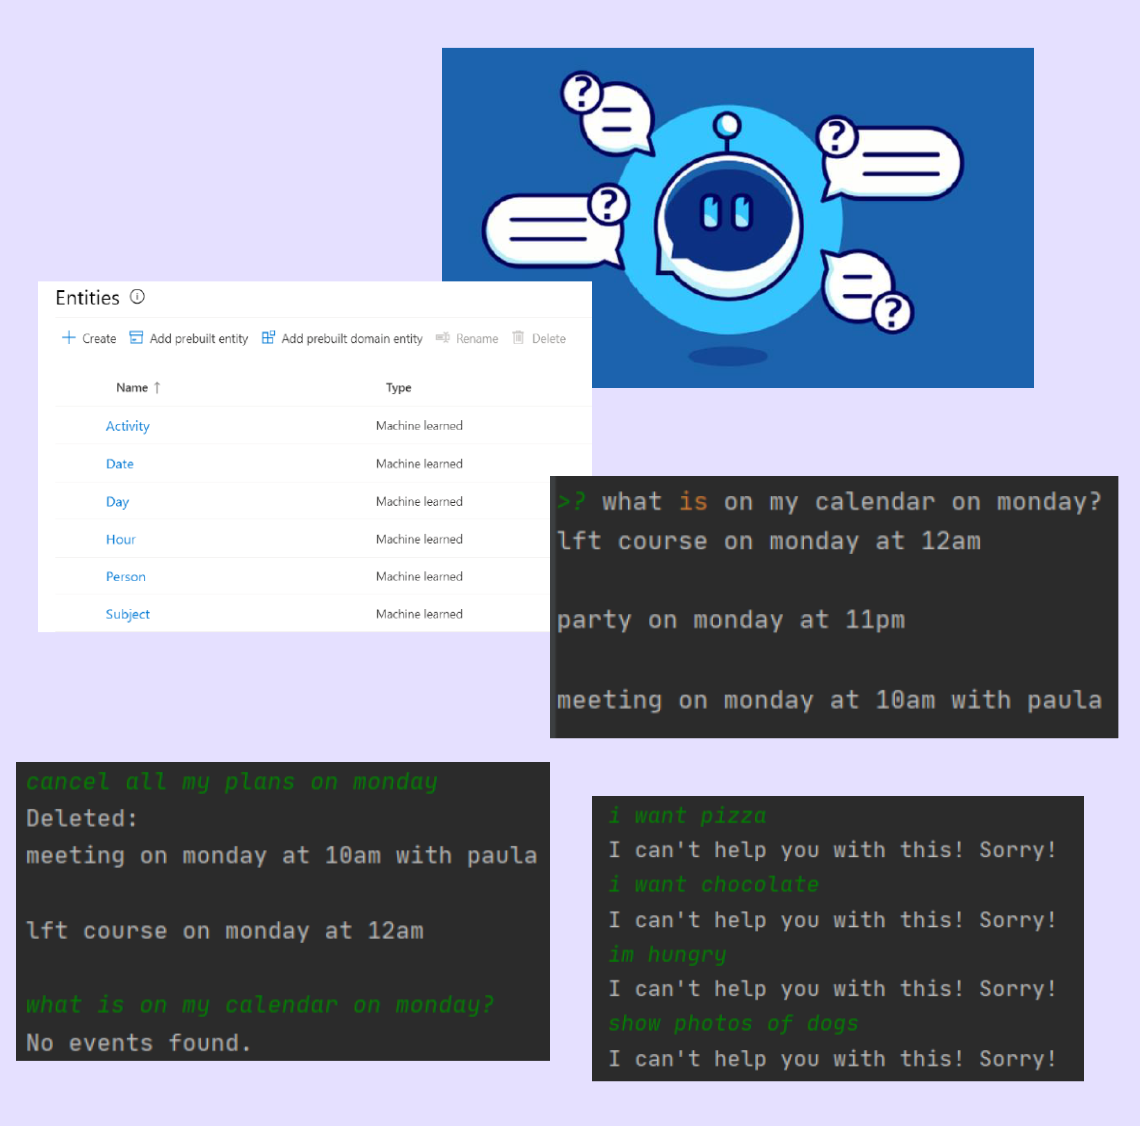 ?
?
?
?
Entities
Create Add prebuilt entity Add prebuilt domain entity Rename Delete
Name ↑ Type
Activity Machine learned
Date Machine learned
Day Machine learned
Hour Machine learned
Person Machine learned
Subject Machine learned
>? what is on my calendar on monday?
lft course on monday at 12am
party on monday at 11pm
meeting on monday at 10am with paula
cancel all my plans on monday
Deleted:
meeting on monday at 10am with paula
lft course on monday at 12am
what is on my calendar on monday?
No events found.
i want pizza
I can't help you with this! Sorry!
i want chocolate
I can't help you with this! Sorry!
im hungry
I can't help you with this! Sorry!
show photos of dogs
I can't help you with this! Sorry!